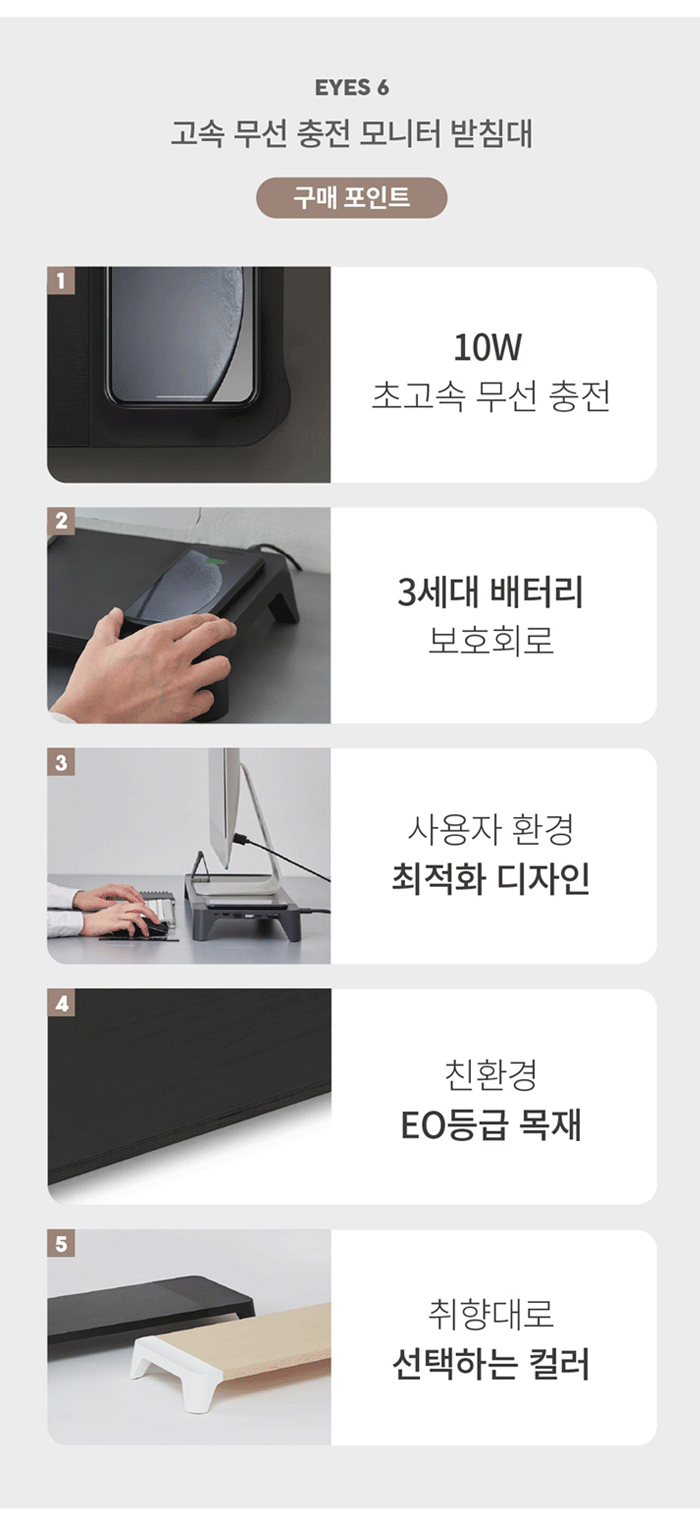 EYES 6
고속 무선 충전 모니터 받침대
구매 포인트
1
10W
초고속 무선 충전
2
3세대 배터리
보호회로
3
사용자 환경
최적화 디자인
4
친환경
EO등급 목재
5
취향대로
선택하는 컬러